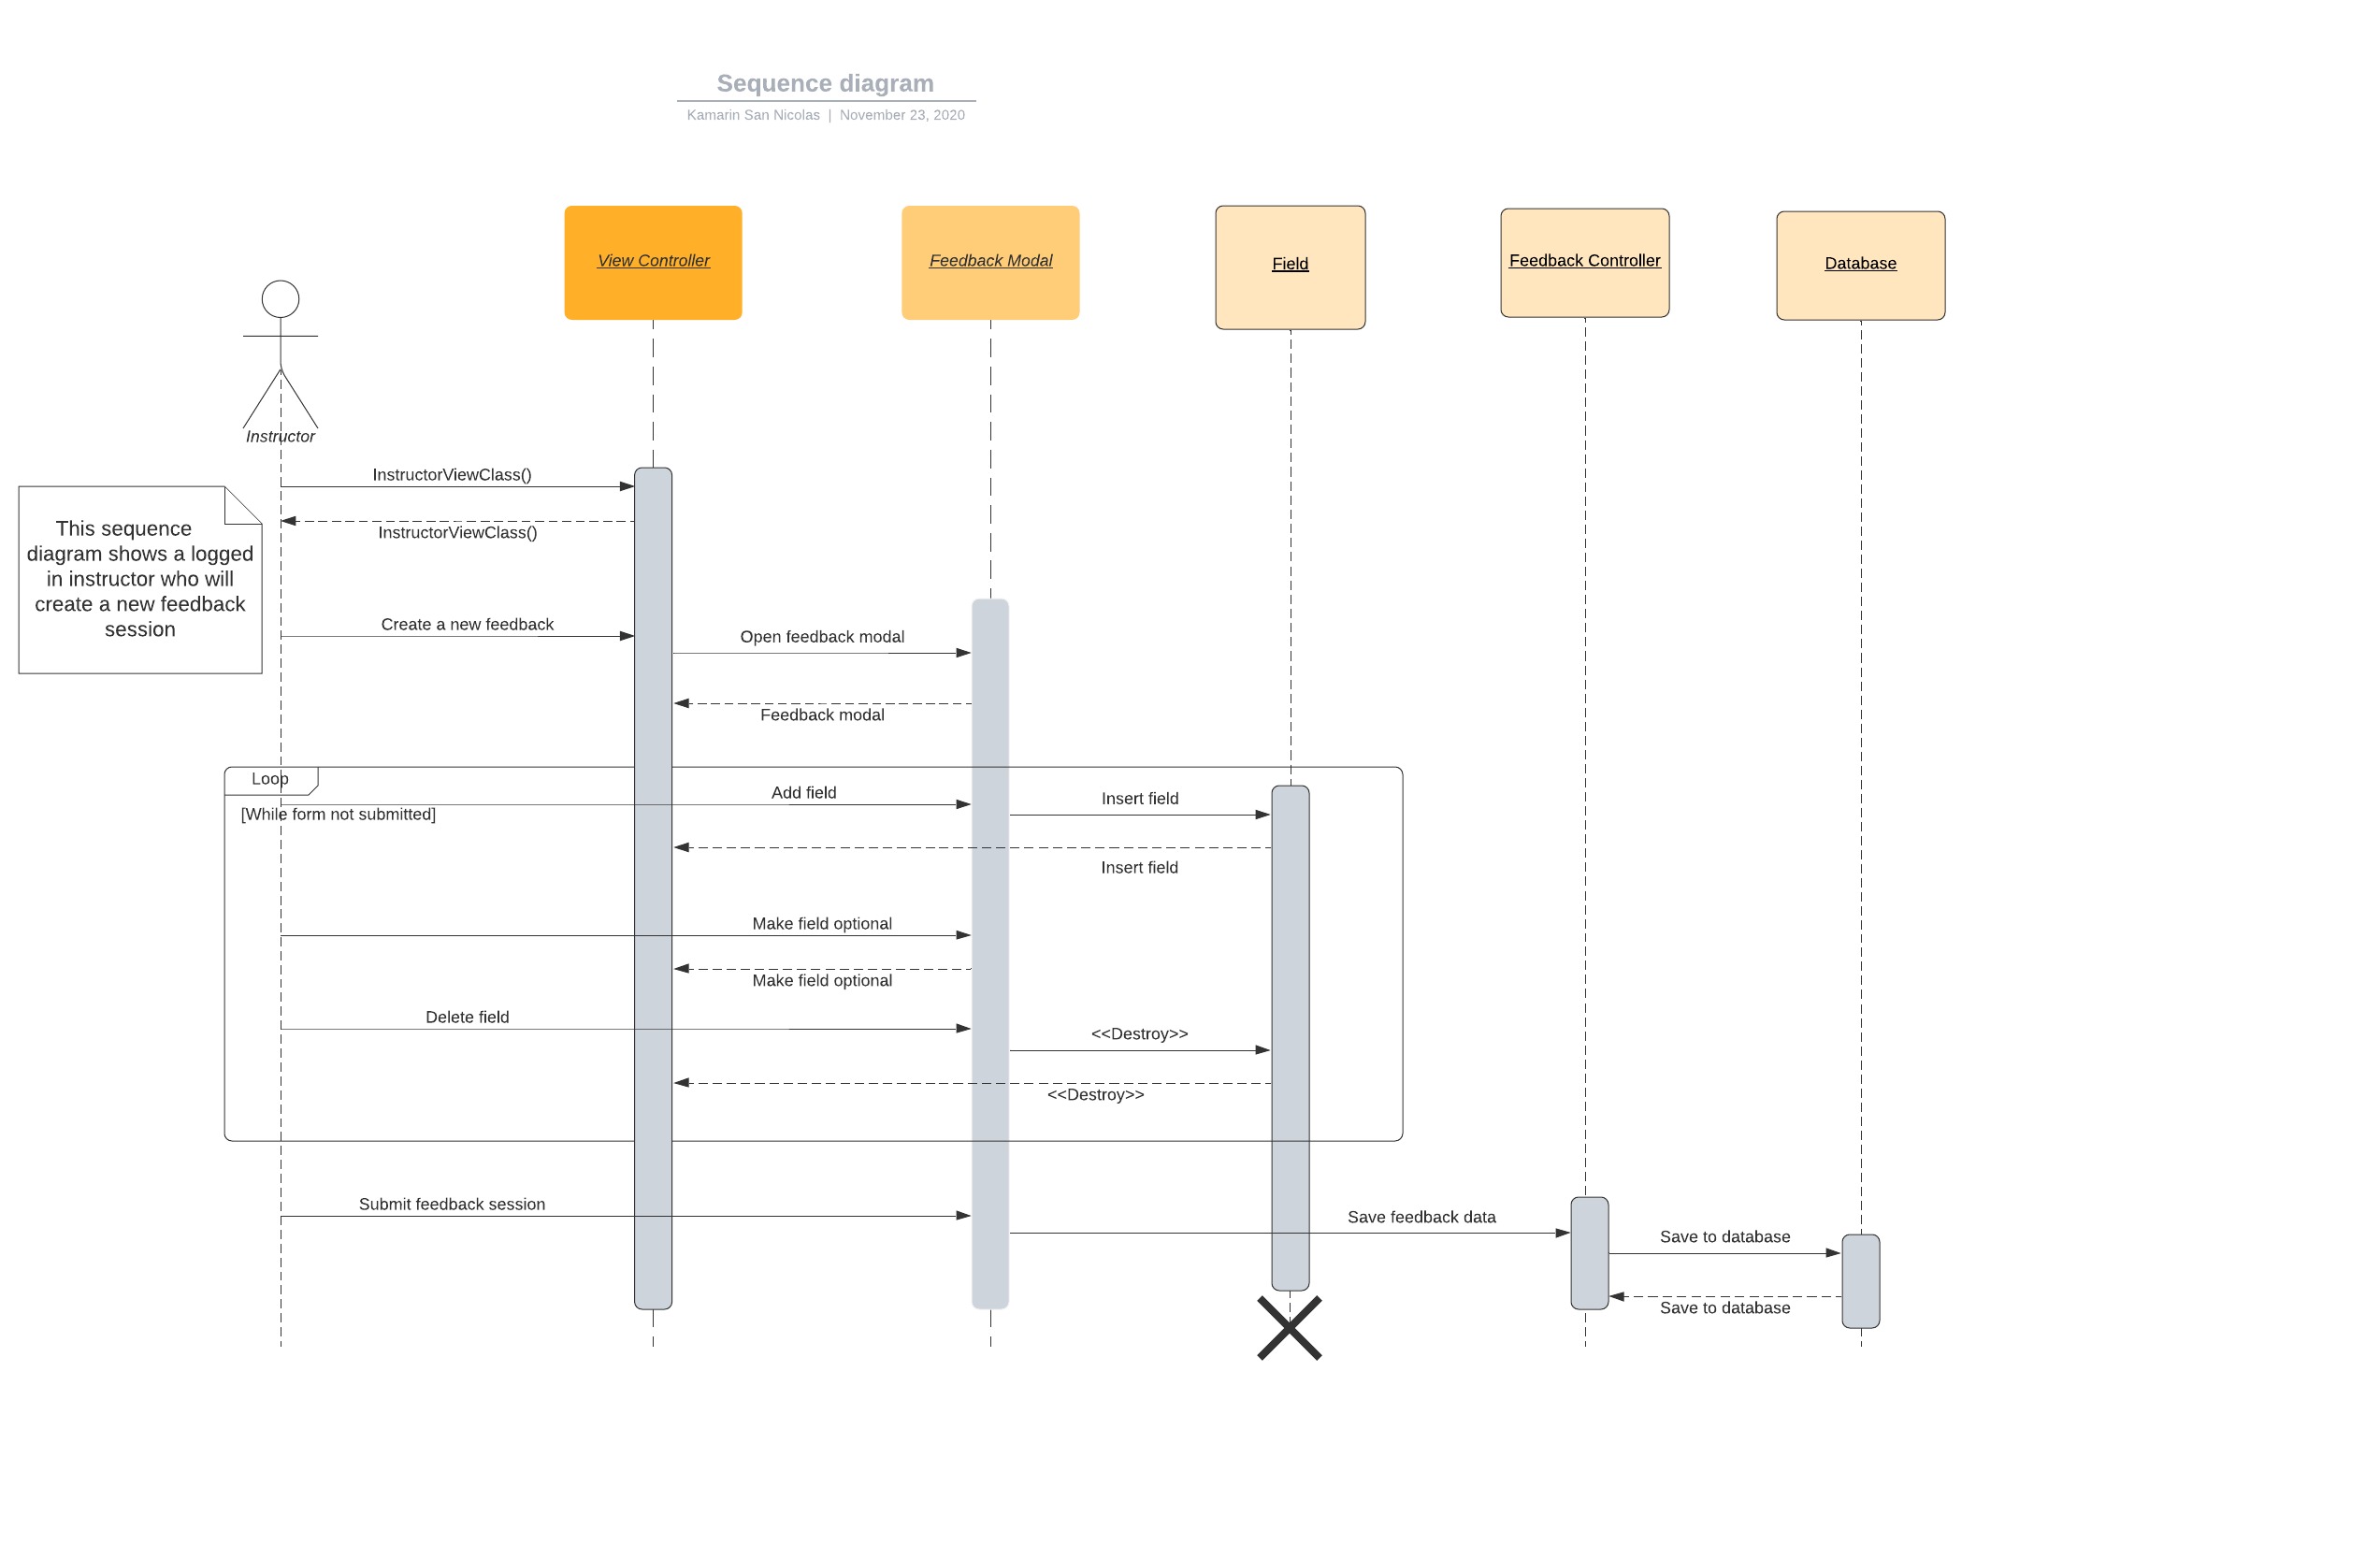 Sequence diagram
Kamarin San Nicolas | November 23, 2020
View Controller
Feedback Modal
Field
Feedback Controller
Database
Instructor
InstructorViewClass()
InstructorViewClass()
This sequence
diagram shows a logged
in instructor who will
create a new feedback
session
Create a new feedback
Open feedback modal
Feedback modal
Loop
[While form not submitted]
Add field
Insert field
Insert field
Make field optional
Make field optional
Delete field
<<Destroy>>
<<Destroy>>
Submit feedback session
Save feedback data
Save to database
Save to database